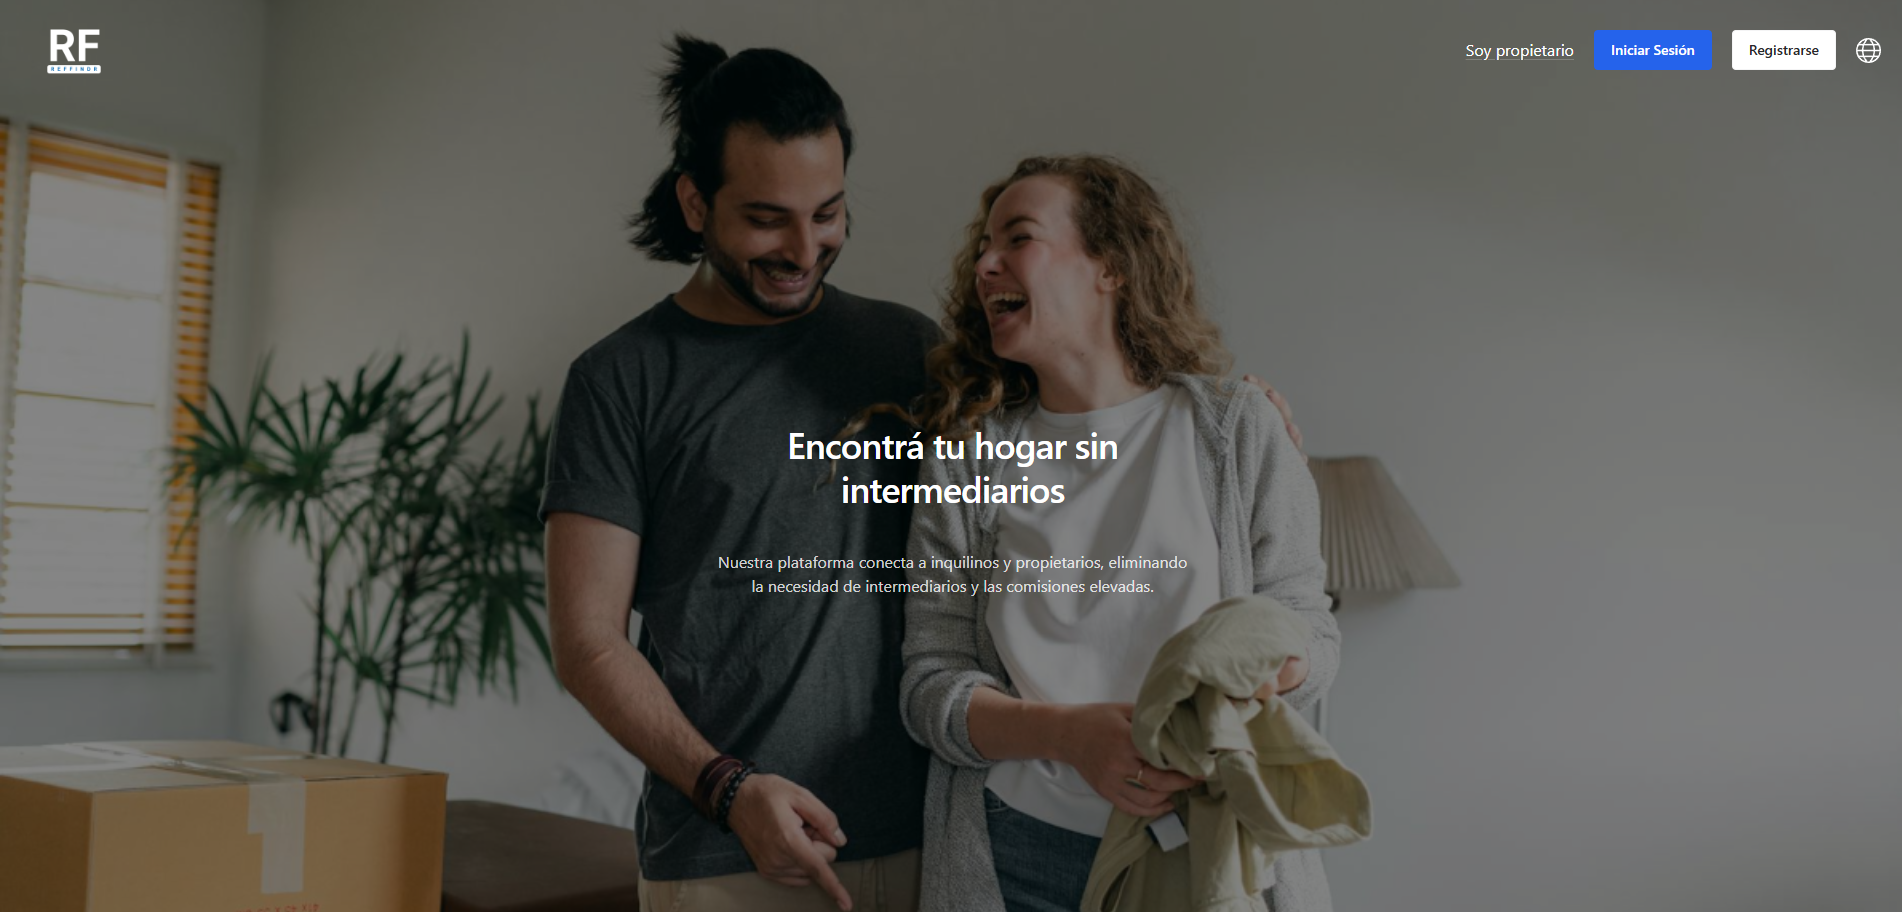 RF
REFFINDR
Soy propietario
Iniciar Sesión
Registrarse
Encontrá tu hogar sin
intermediarios
Nuestra plataforma conecta a inquilinos y propietarios, eliminando
la necesidad de intermediarios y las comisiones elevadas.